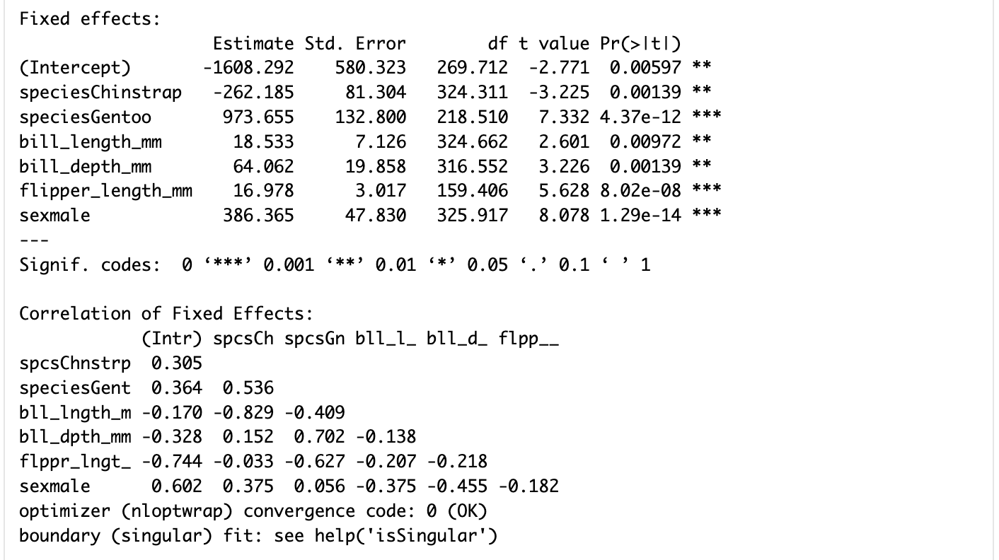 Fixed effects:
                   Estimate Std. Error        df t value Pr(>|t|)
(Intercept)       -1608.292    580.323   269.712  -2.771  0.00597 **
speciesChinstrap   -262.185     81.304   324.311  -3.225  0.00139 **
speciesGentoo       973.655    132.800   218.510   7.332 4.37e-12 ***
bill_length_mm       18.533      7.126   324.662   2.601  0.00972 **
bill_depth_mm        64.062     19.858   316.552   3.226  0.00139 **
flipper_length_mm    16.978      3.017   159.406   5.628 8.02e-08 ***
sexmale             386.365     47.830   325.917   8.078 1.29e-14 ***
---
Signif. codes:  0 ‘***’ 0.001 ‘**’ 0.01 ‘*’ 0.05 ‘.’ 0.1 ‘ ’ 1

Correlation of Fixed Effects:
            (Intr) spcsCh spcsGn bll_l_ bll_d_ flpp__
spcsChnstrp  0.305
speciesGent  0.364  0.536
bll_lngth_m -0.170 -0.829 -0.409
bll_dpth_mm -0.328  0.152  0.702 -0.138
flppr_lngt_ -0.744 -0.033 -0.627 -0.207 -0.218
sexmale      0.602  0.375  0.056 -0.375 -0.455 -0.182
optimizer (nloptwrap) convergence code: 0 (OK)
boundary (singular) fit: see help('isSingular')